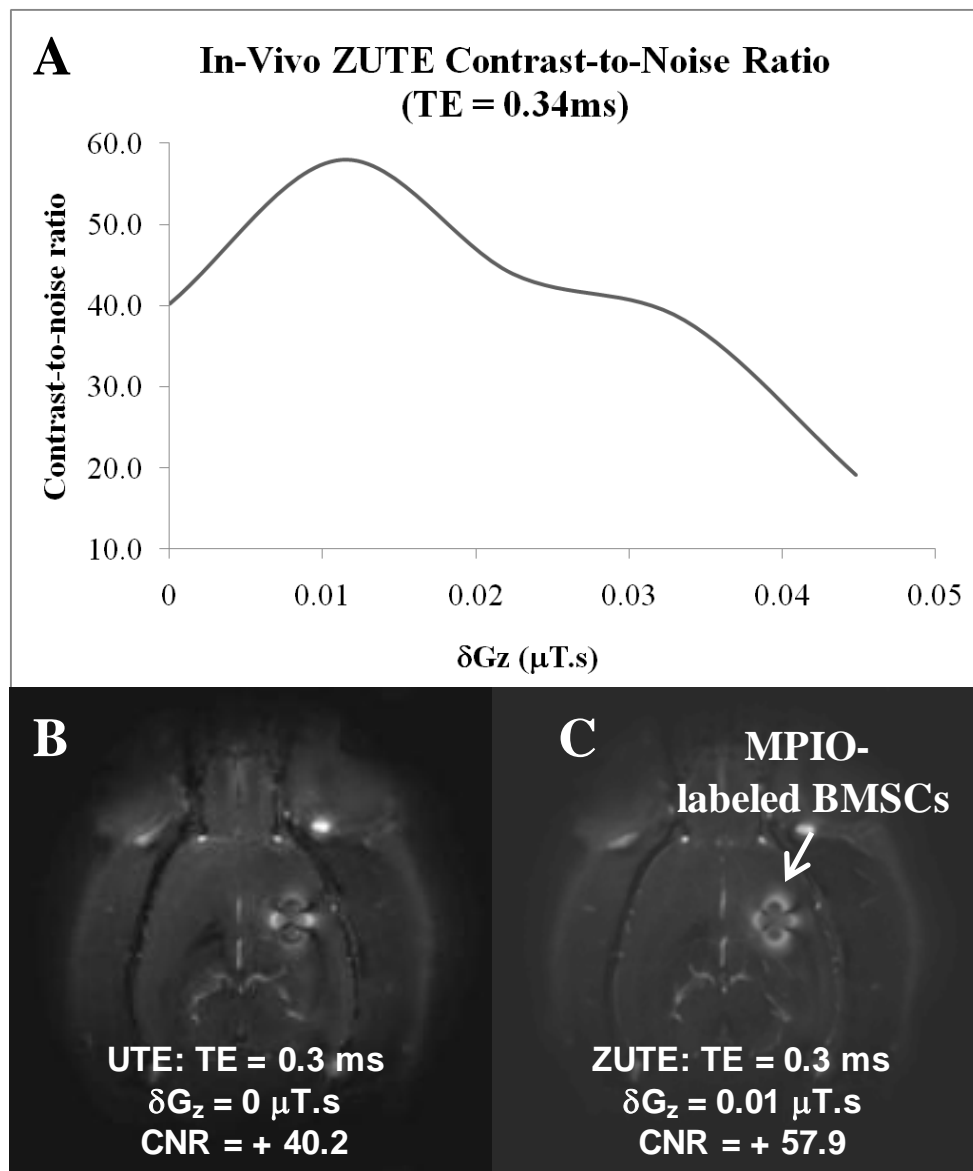 A
In-Vivo ZUTE Contrast-to-Noise Ratio
(TE = 0.34ms)
Contrast-to-noise ratio
60.0
50.0
40.0
30.0
20.0
10.0
0
0.01
0.02
0.03
0.04
0.05
δGz (μT.s)
B
UTE: TE = 0.3 ms
δGz = 0 μT.s
CNR = + 40.2
C
MPIO-
labeled BMSCs
ZUTE: TE = 0.3 ms
δGz = 0.01 μT.s
CNR = + 57.9